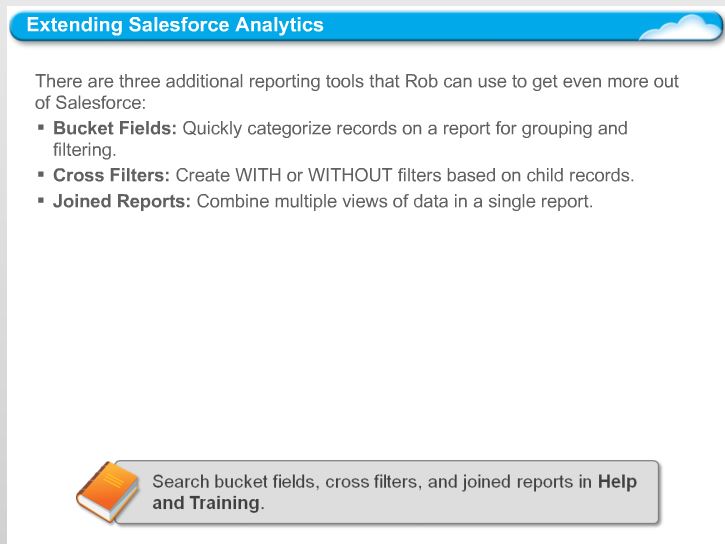 Extending Salesforce Analytics
There are three additional reporting tools that Rob can use to get even more out
of Salesforce:
▪ Bucket Fields: Quickly categorize records on a report for grouping and
filtering.
▪ Cross Filters: Create WITH or WITHOUT filters based on child records.
▪ Joined Reports: Combine multiple views of data in a single report.
Search bucket fields, cross filters, and joined reports in Help
and Training.